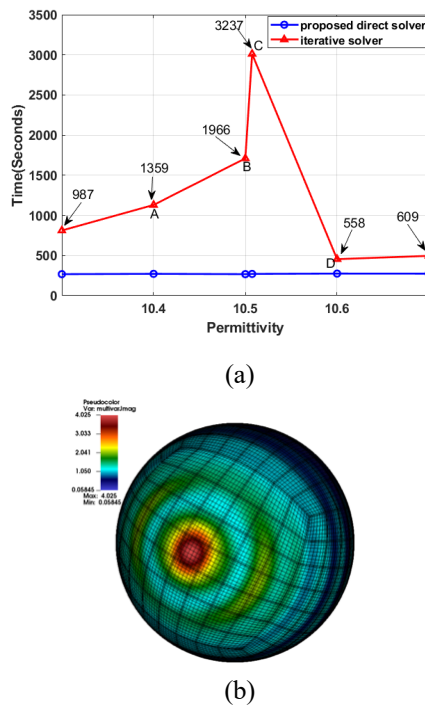 3500
3000
2500
2000
1500
1000
500
0
Time(Seconds)
10.4
10.5
10.6
Permittivity
proposed direct solver
iterative solver
3237
C
1966
B
1359
A
987
558
D
609
(a)
Pseudocolor
Var: multivar/mag
4.025
3.033
2.041
1.050
0.05845
Max: 4.025
Min: 0.05845
(b)